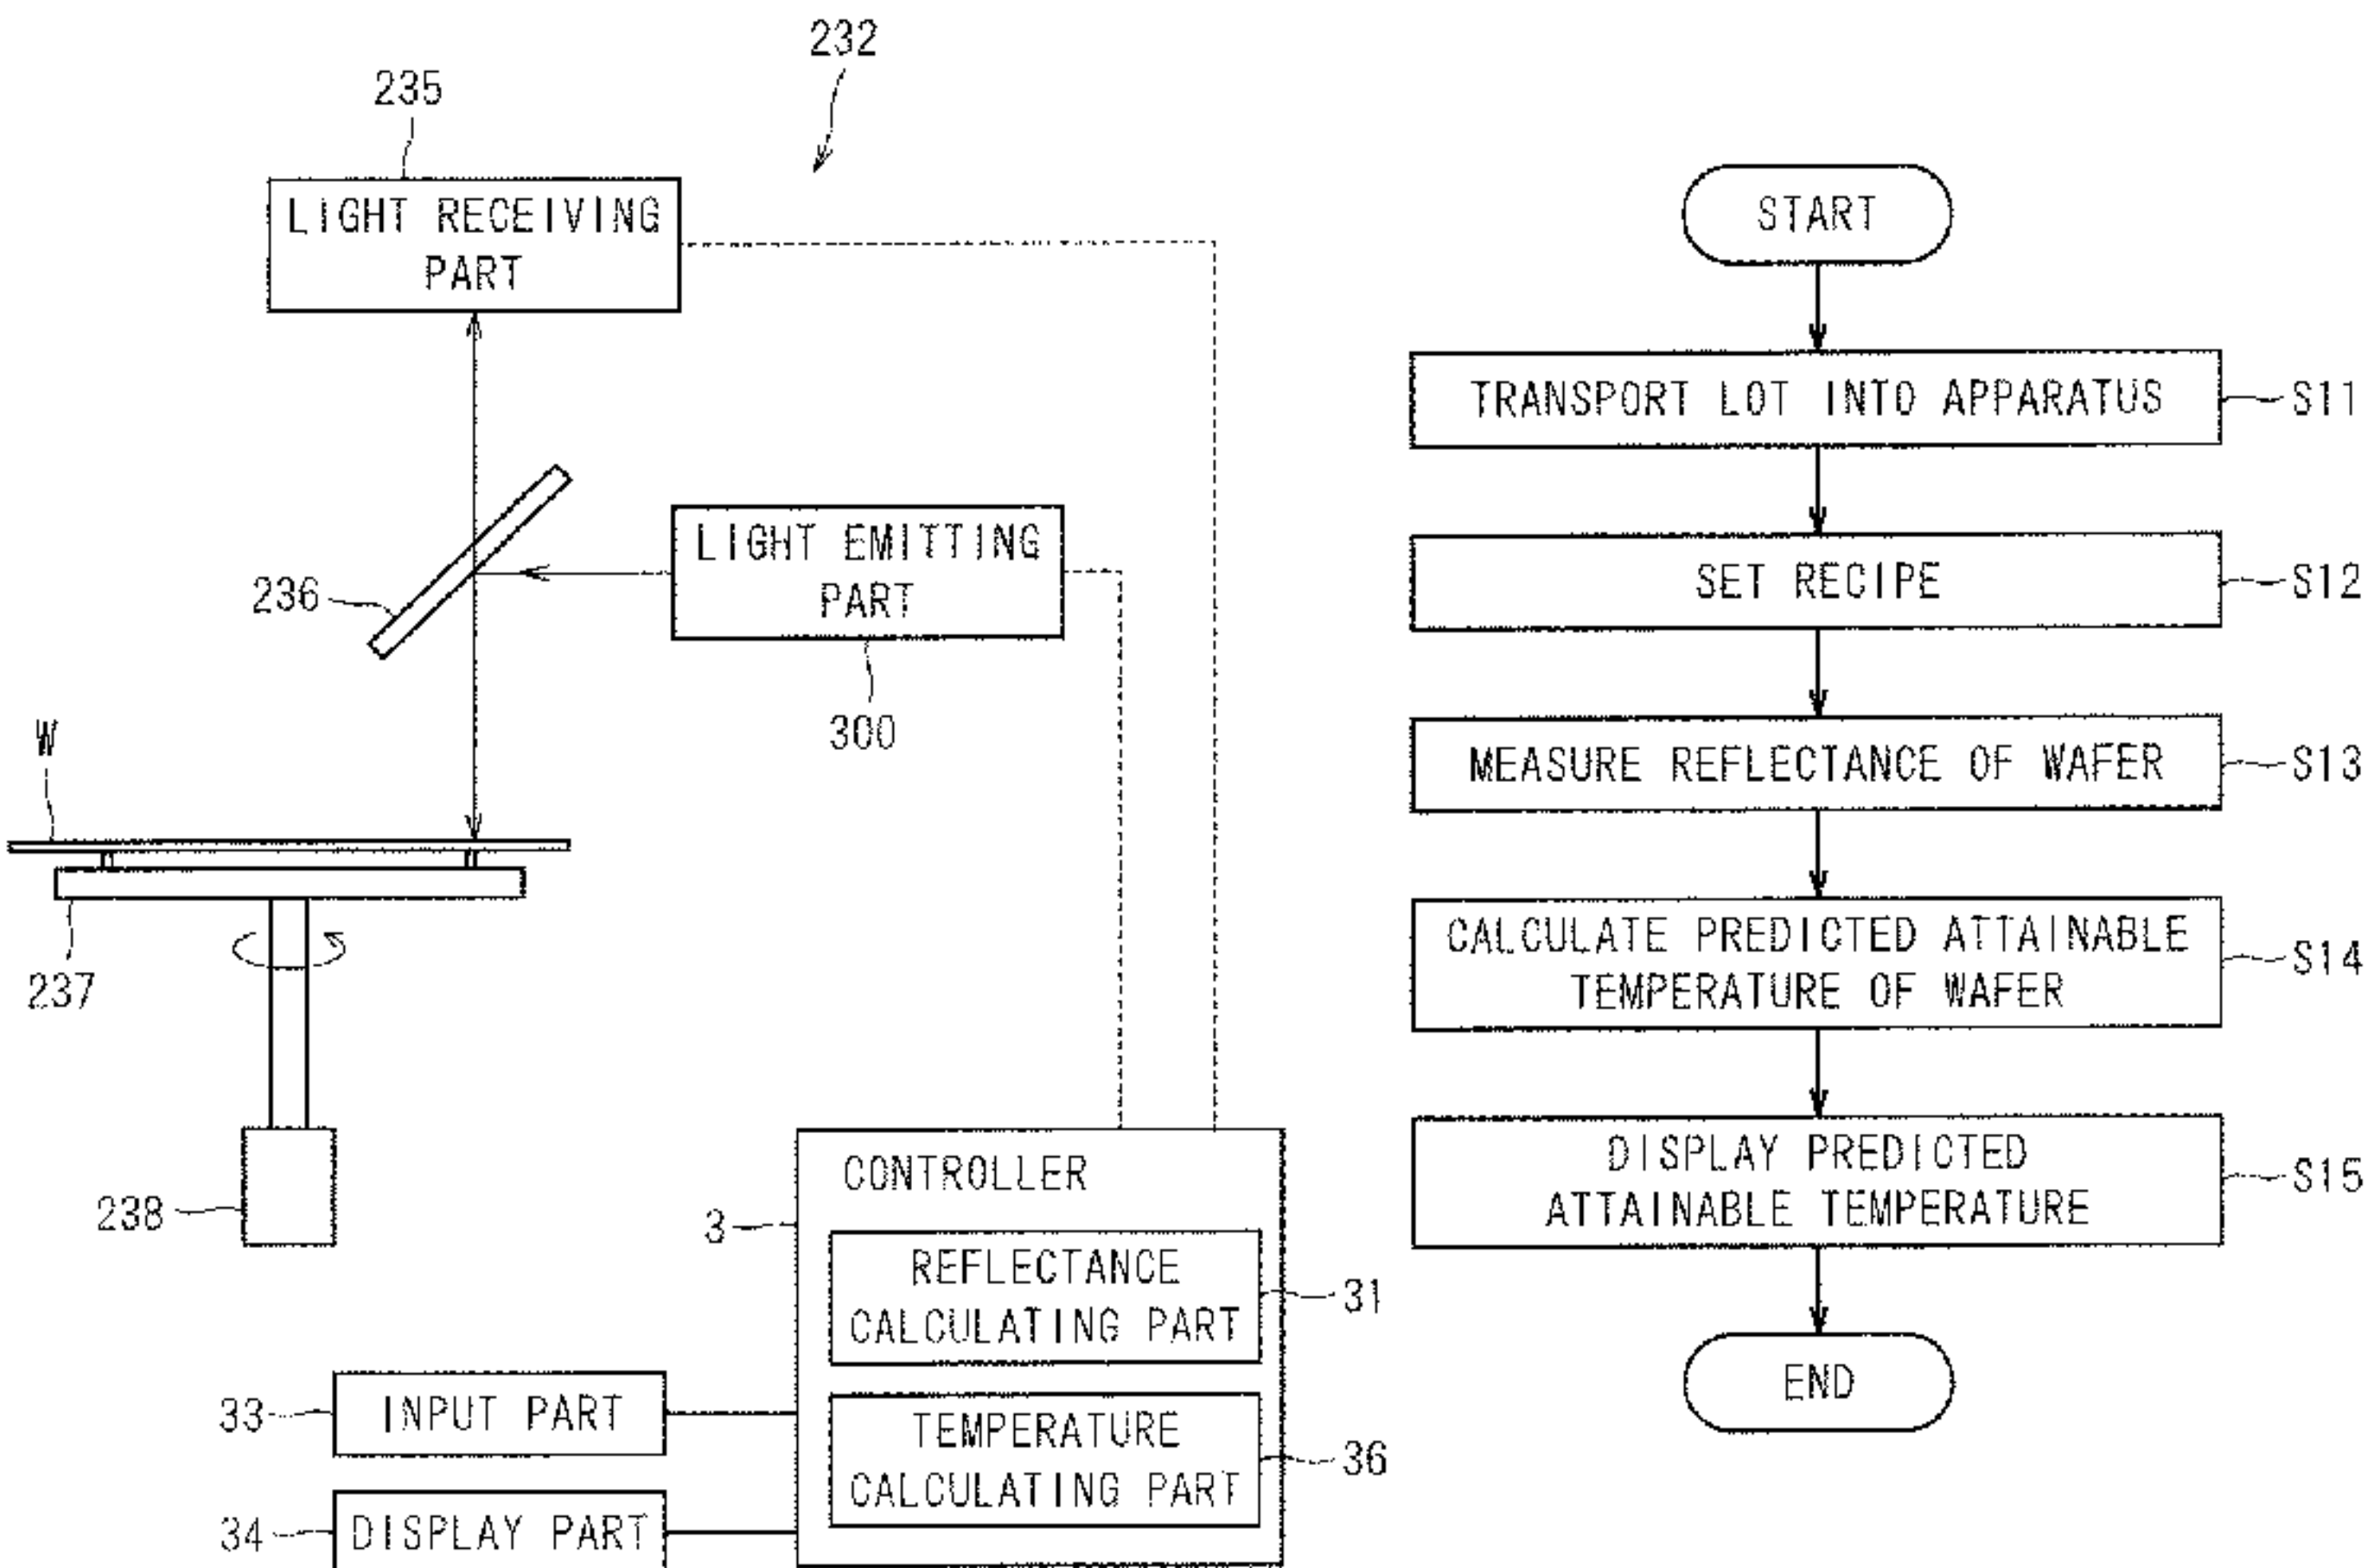 232
235
LIGHT RECEIVING
PART
236
LIGHT EMITTING
PART
300
W
237
238
CONTROLLER
3
REFLECTANCE
CALCULATING PART
31
TEMPERATURE
CALCULATING PART
36
33
INPUT PART
34
DISPLAY PART
START
TRANSPORT LOT INTO APPARATUS
S11
SET RECIPE
S12
MEASURE REFLECTANCE OF WAFER
S13
CALCULATE PREDICTED ATTAINABLE
TEMPERATURE OF WAFER
S14
DISPLAY PREDICTED
ATTAINABLE TEMPERATURE
S15
END